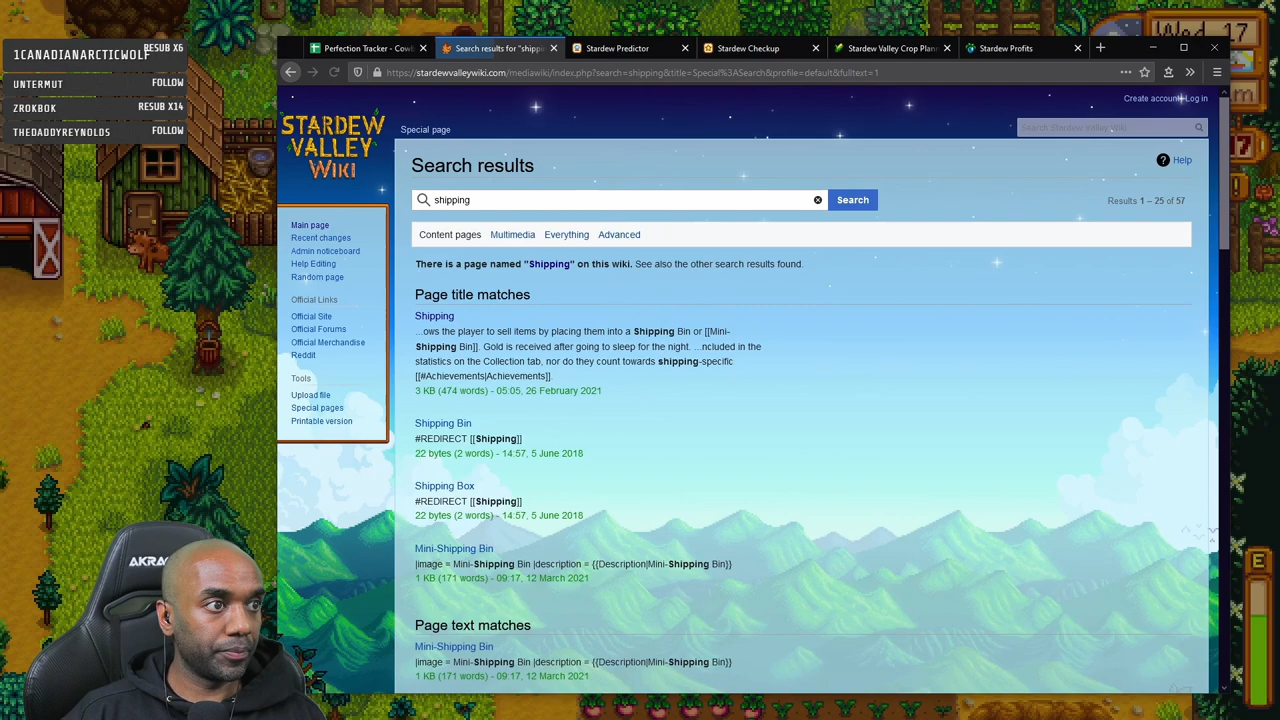 1CANADIANARCTICWOLF RESUB X6
UNTERMUT FOLLOW
ZROKBOK RESUB X14
THEDADDYREYNOLDS FOLLOW
Wed. 17
Perfection Tracker - Cowb
Search results for "shippin
Stardew Predictor
Stardew Checkup
Stardew Valley Crop Plann
Stardew Profits
https://stardewvalleywiki.com/mediawiki/index.php?search=shipping&title=Special%3ASearch&profile=default&fulltext=1
Create account Log in
STARDEW
VALLEY
WIKI
Special page
Search Stardew Valley Wiki
Search results
Help
shipping
Search
Results 1 – 25 of 57
Content pages Multimedia Everything Advanced
There is a page named "Shipping" on this wiki. See also the other search results found.
Main page
Recent changes
Admin noticeboard
Help Editing
Random page
Official Links
Official Site
Official Forums
Official Merchandise
Reddit
Tools
Upload file
Special pages
Printable version
Page title matches
Shipping
...ows the player to sell items by placing them into a Shipping Bin or [[Mini-
Shipping Bin]]. Gold is received after going to sleep for the night. ...ncluded in the
statistics on the Collection tab, nor do they count towards shipping-specific
[[#Achievements|Achievements]].
3 KB (474 words) - 05:05, 26 February 2021
Shipping Bin
#REDIRECT [[Shipping]]
22 bytes (2 words) - 14:57, 5 June 2018
Shipping Box
#REDIRECT [[Shipping]]
22 bytes (2 words) - 14:57, 5 June 2018
Mini-Shipping Bin
|image = Mini-Shipping Bin |description = {{Description|Mini-Shipping Bin}}
1 KB (171 words) - 09:17, 12 March 2021
Page text matches
Mini-Shipping Bin
|image = Mini-Shipping Bin |description = {{Description|Mini-Shipping Bin}}
1 KB (171 words) - 09:17, 12 March 2021
E